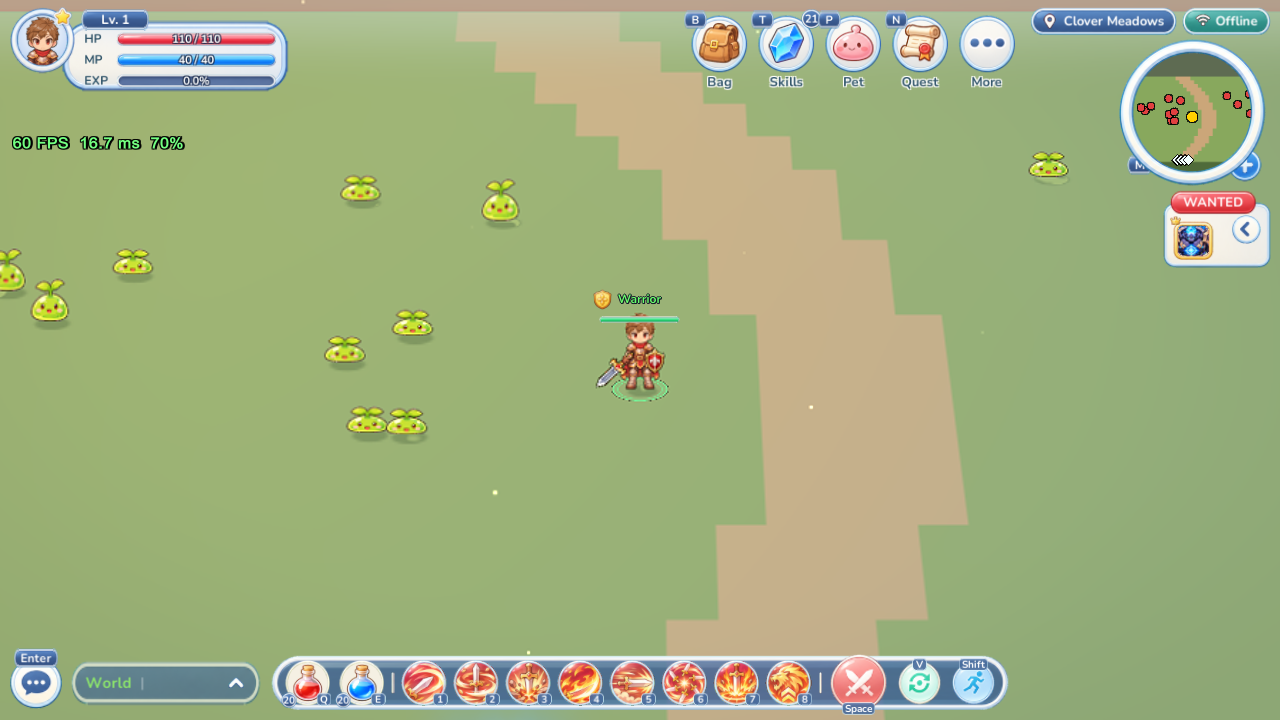 Lv. 1
HP 110 / 110
MP 40 / 40
EXP 0.0%
60 FPS 16.7 ms 70%
B
Bag
T
21
Skills
P
Pet
N
Quest
More
Clover Meadows
Offline
M
WANTED
Warrior
Enter
World
20 Q
20 E
1
2
3
4
5
6
7
8
Space
V
Shift